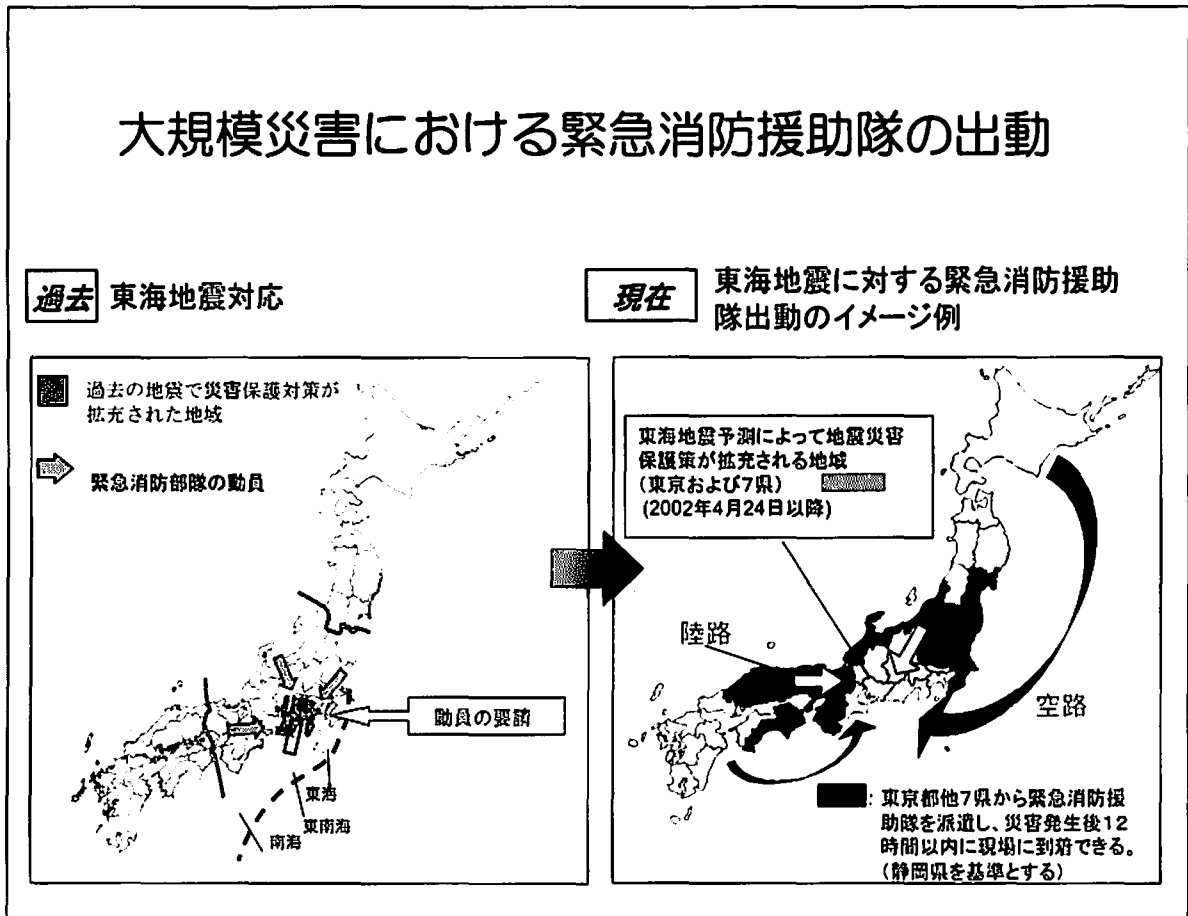 大規模災害における緊急消防援助隊の出動
過去
東海地震対応
現在
東海地震に対する緊急消防援助
隊出動のイメージ例
過去の地震で災害保護対策が
拡充された地域
緊急消防部隊の動員
動員の要請
東海
東南海
南海
東海地震予測によって地震災害
保護策が拡充される地域
(東京および7県)
(2002年4月24日以降)
陸路
空路
: 東京都他7県から緊急消防援
助隊を派遣し、災害発生後12
時間以内に現場に到着できる。
(静岡県を基準とする)